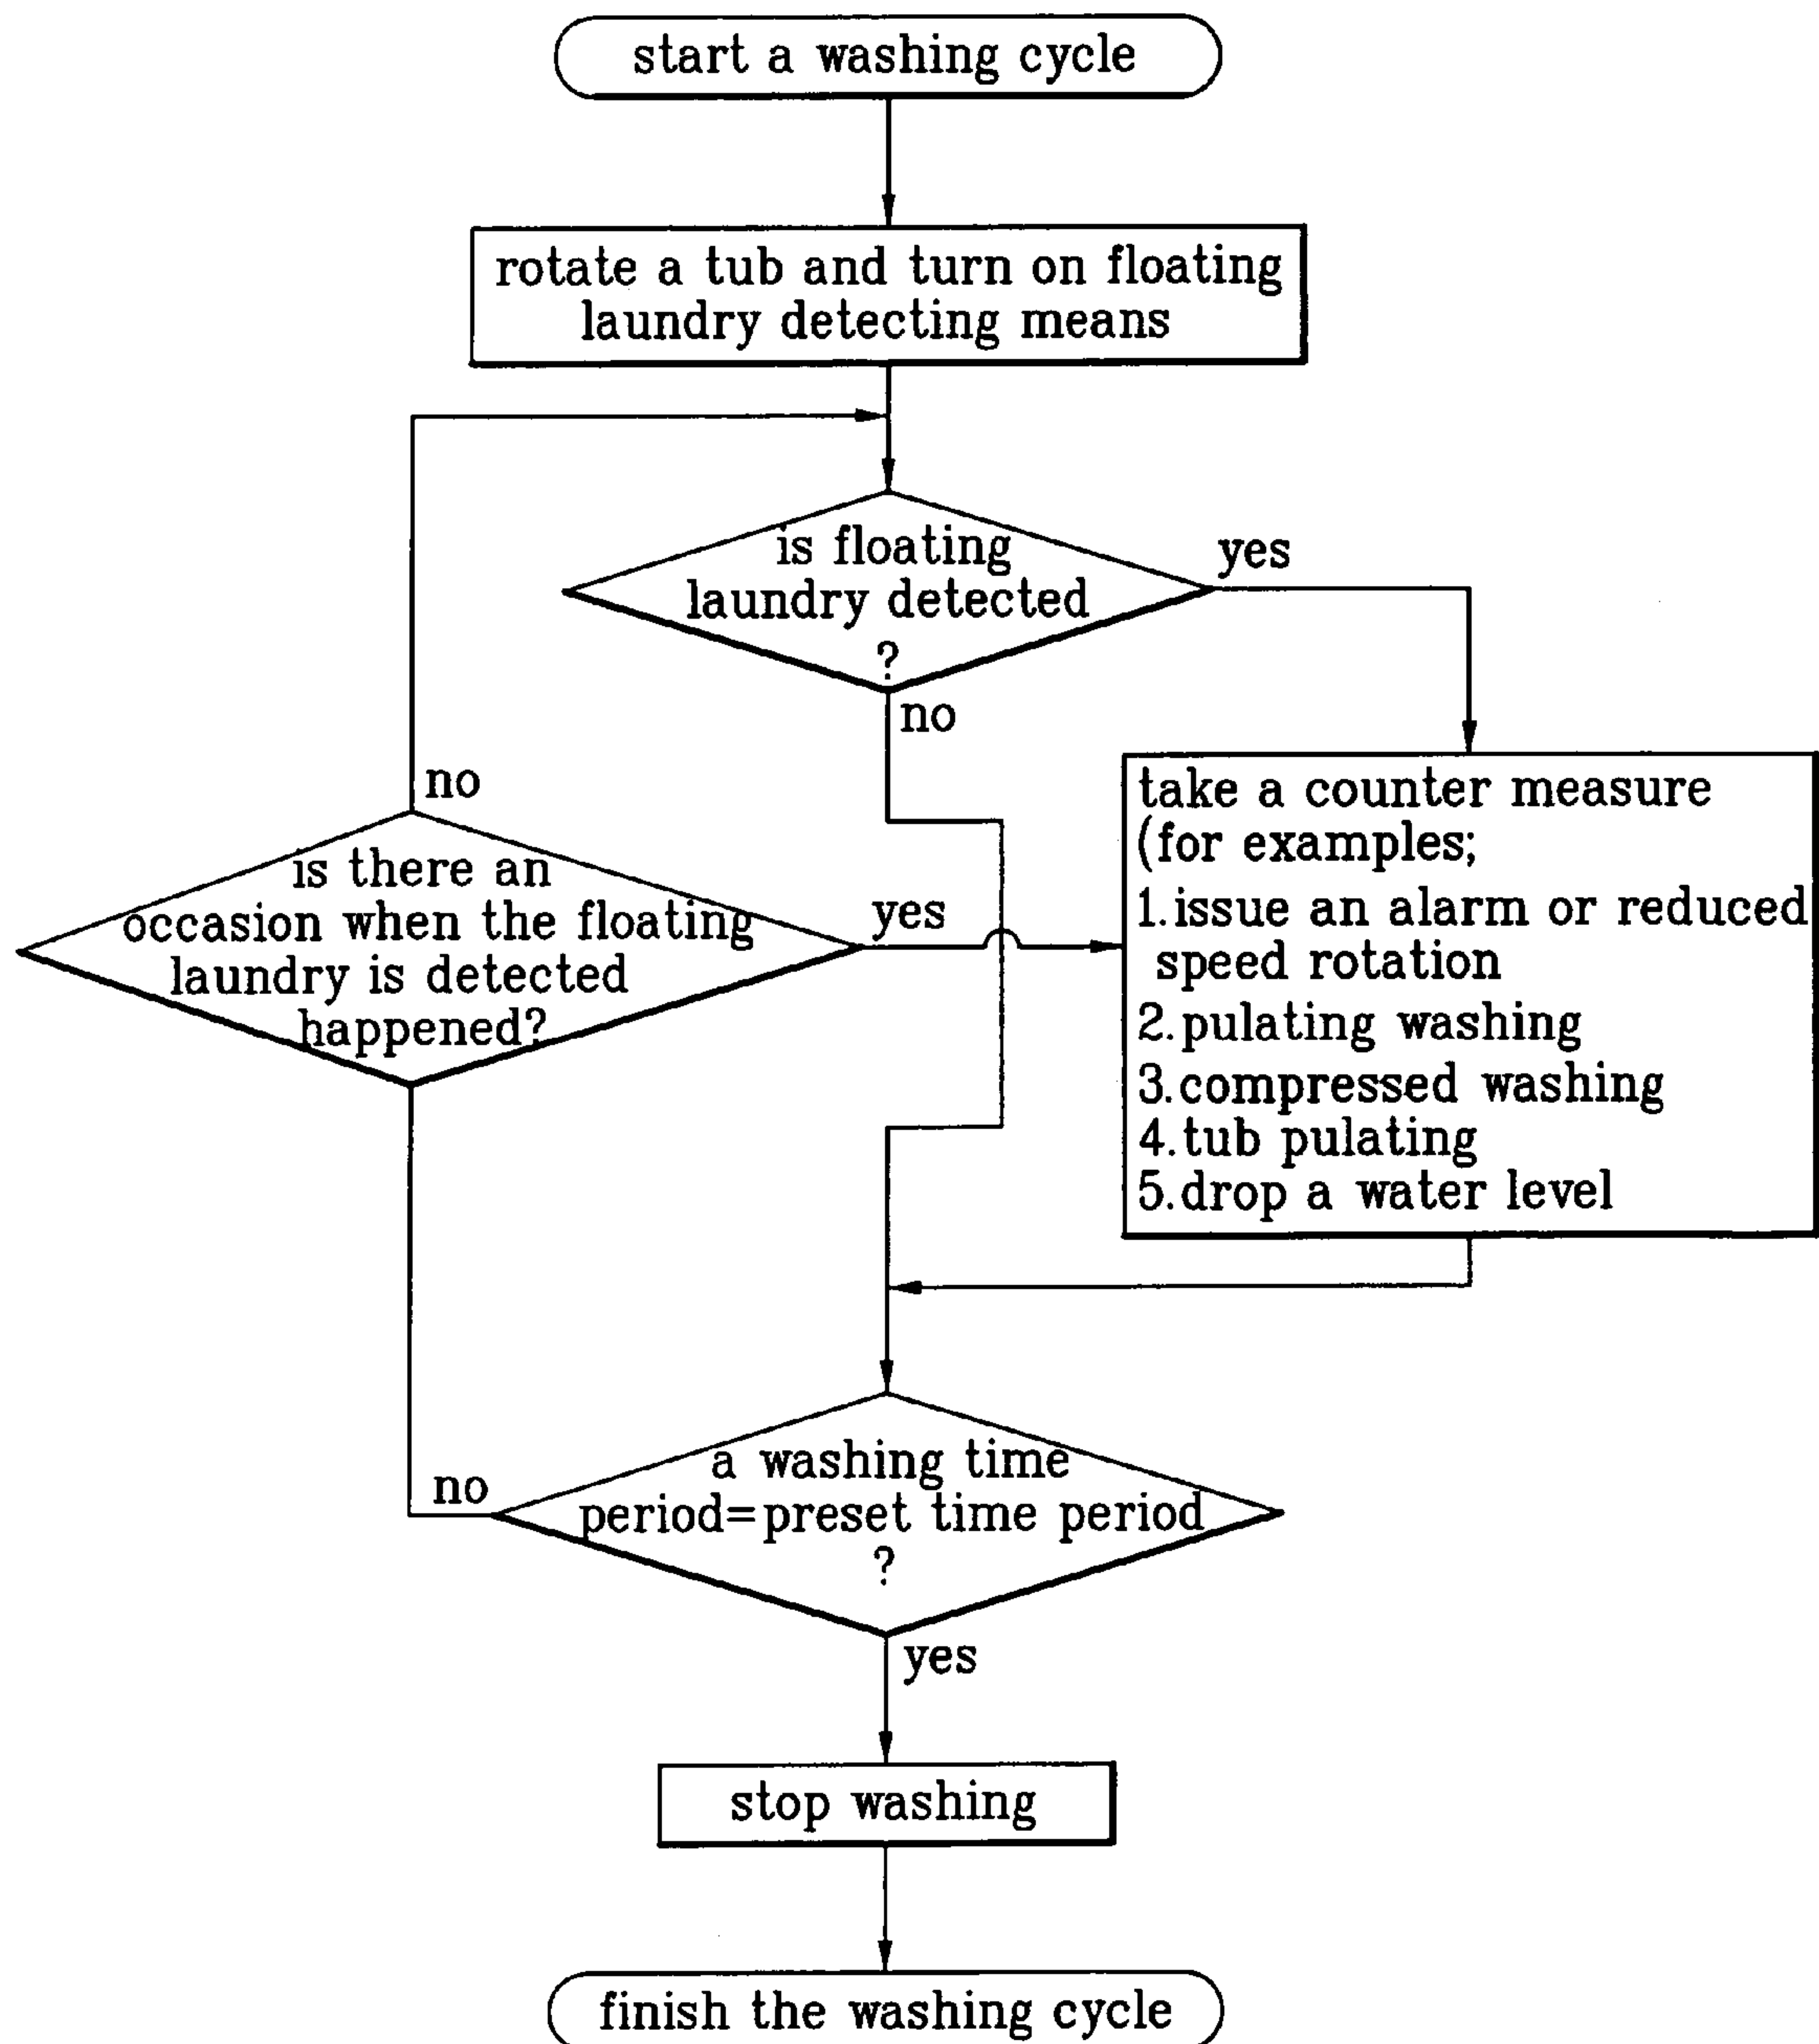 start a washing cycle
rotate a tub and turn on floating
laundry detecting means
is floating
laundry detected
?
yes
no
no
is there an
occasion when the floating
laundry is detected
happened?
yes
take a counter measure
(for examples;
1.issue an alarm or reduced
speed rotation
2.pulating washing
3.compressed washing
4.tub pulating
5.drop a water level
a washing time
period=preset time period
?
no
yes
stop washing
finish the washing cycle